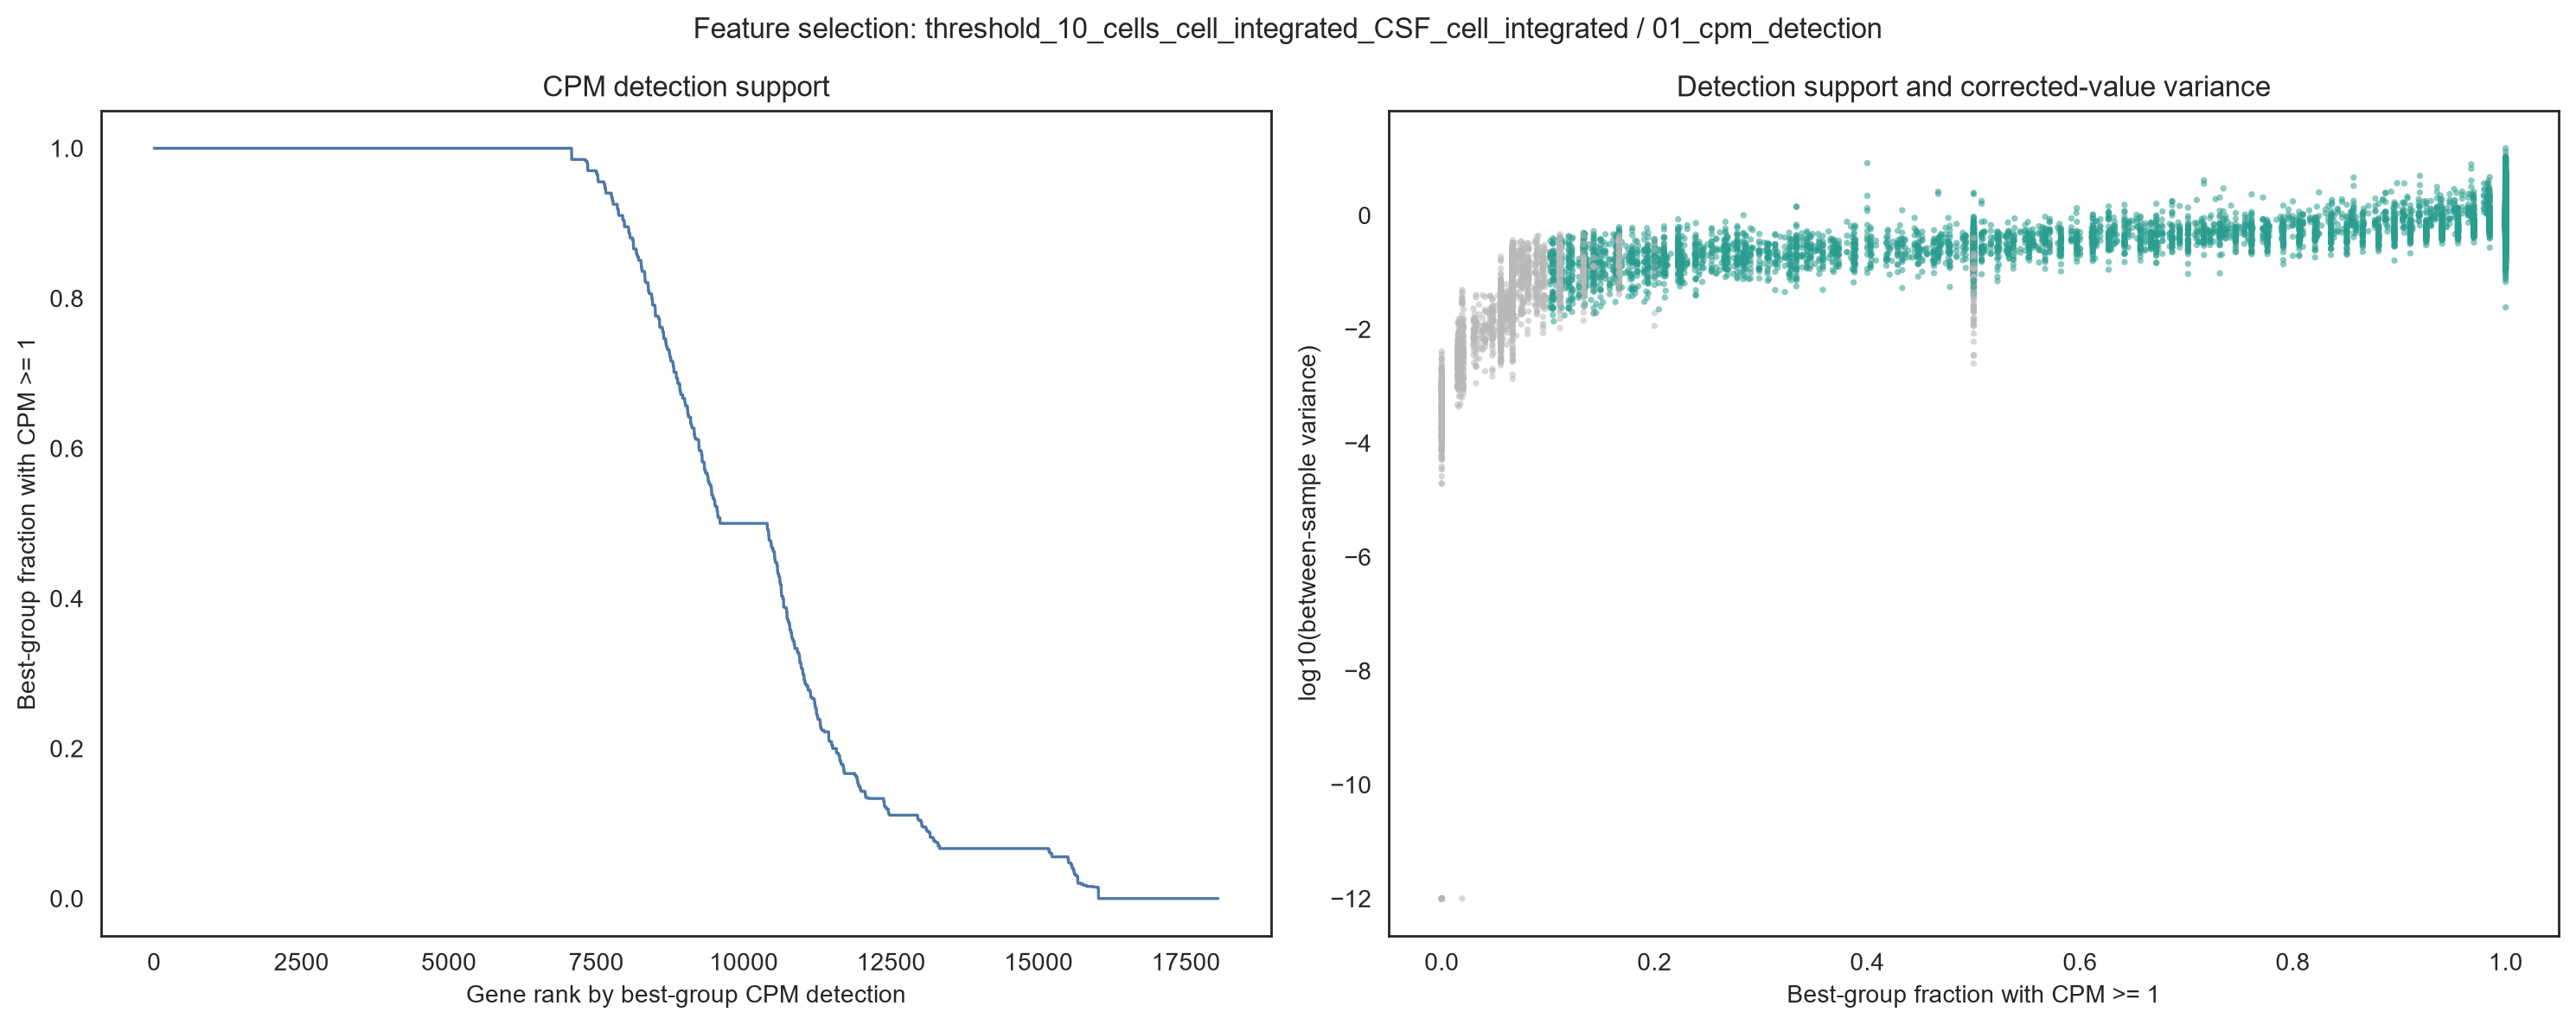 Feature selection: threshold_10_cells_cell_integrated_CSF_cell_integrated / 01_cpm_detection
CPM detection support
Best-group fraction with CPM >= 1
1.0
0.8
0.6
0.4
0.2
0.0
0 2500 5000 7500 10000 12500 15000 17500
Gene rank by best-group CPM detection
Detection support and corrected-value variance
log10(between-sample variance)
0
−2
−4
−6
−8
−10
−12
0.0 0.2 0.4 0.6 0.8 1.0
Best-group fraction with CPM >= 1